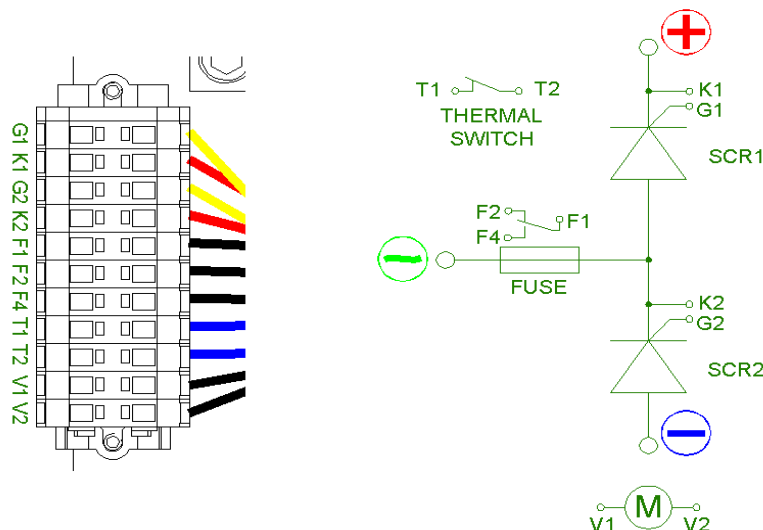 G1
K1
G2
K2
F1
F2
F4
T1
T2
V1
V2
T1 T2
THERMAL
SWITCH
K1
G1
SCR1
F2
F1
F4
FUSE
K2
G2
SCR2
M
V1 V2